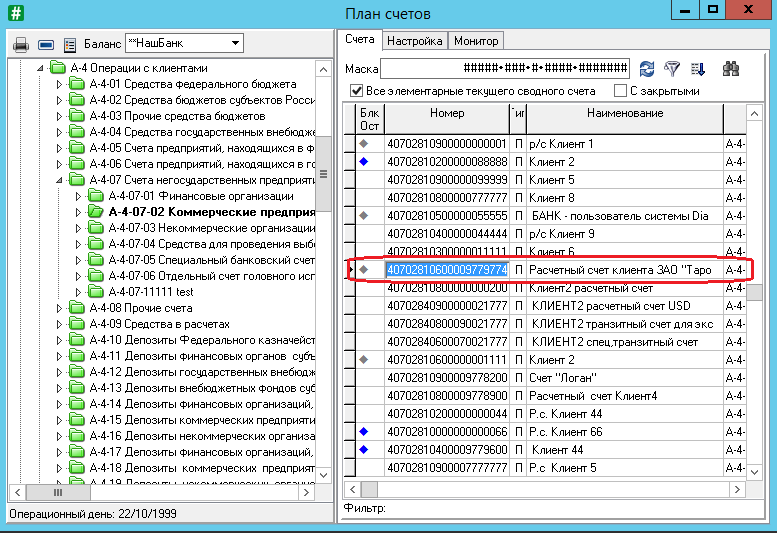 #
План счетов
Баланс **НашБанк
А-4 Операции с клиентами
А-4-01 Средства федерального бюджета
А-4-02 Средства бюджетов субъектов Росси
А-4-03 Прочие средства бюджетов
А-4-04 Средства государственных внебюдже
А-4-05 Счета предприятий, находящихся в ф
А-4-06 Счета предприятий, находящихся в го
А-4-07 Счета негосударственных предприяти
А-4-07-01 Финансовые организации
А-4-07-02 Коммерческие предприя
А-4-07-03 Некоммерческие организации
А-4-07-04 Средства для проведения выбо
А-4-07-05 Специальный банковский счет
А-4-07-06 Отдельный счет головного исп
А-4-07-11111 test
А-4-08 Прочие счета
А-4-09 Средства в расчетах
А-4-10 Депозиты Федерального казначейст
А-4-11 Депозиты финансовых органов субъ
А-4-12 Депозиты государственных внебюдж
А-4-13 Депозиты внебюджетных фондов суб
А-4-14 Депозиты финансовых организаций,
А-4-15 Депозиты коммерческих предприяти
А-4-16 Депозиты некоммерческих организа
А-4-17 Депозиты финансовых организаций,
А-4-18 Депозиты коммерческих предприят
Операционный день: 22/10/1999
Счета Настройка Монитор
Маска #####+###+#+####+#######
Все элементарные текущего сводного счета С закрытыми
Блк Ост Номер Тип Наименование
40702810900000000001 П р/с Клиент 1 А-4-
40702810200000088888 П Клиент 2 А-4-
40702810900000099999 П Клиент 5 А-4-
40702810800000777777 П Клиент 8 А-4-
40702810500000055555 П БАНК - пользователь системы Dia А-4-
40702810400000044444 П р/с Клиент 9 А-4-
40702810300000011111 П Клиент 6 А-4-
40702810600009779774 П Расчетный счет клиента ЗАО "Таро А-4-
40702810800000000200 П Клиент2 расчетный счет А-4-
40702840900000021777 П КЛИЕНТ2 расчетный счет USD А-4-
40702840800090021777 П КЛИЕНТ2 транзитный счет для экс А-4-
40702840600070021777 П КЛИЕНТ2 спец,транзитный счет А-4-
40702810600000001111 П Клиент 2 А-4-
40702810900009778200 П Счет "Логан" А-4-
40702810800009778900 П Расчетный счет Клиент4 А-4-
40702810200000000044 П Р.с. Клиент 44 А-4-
40702810000000000066 П Р.с. Клиент 66 А-4-
40702810400009779600 П Клиент 44 А-4-
40702810900007777777 П Р.с Клиент 5 А-4-
Фильтр: